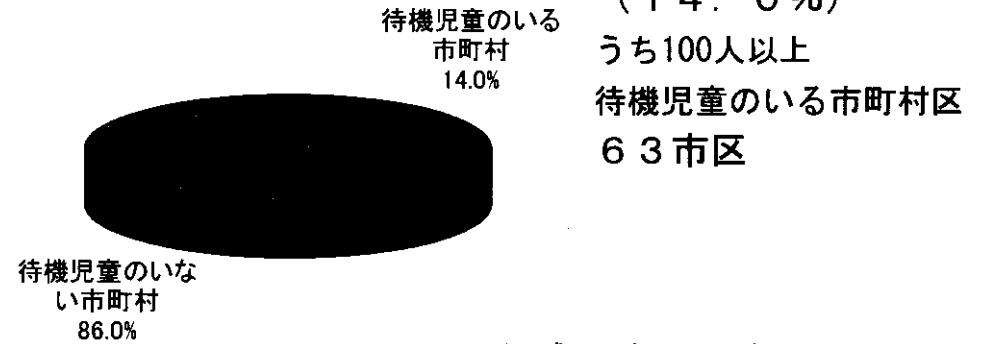 待機児童のいる
市町村
14.0%
待機児童のいな
い市町村
86.0%
うち100人以上
待機児童のいる市町村区
６３市区